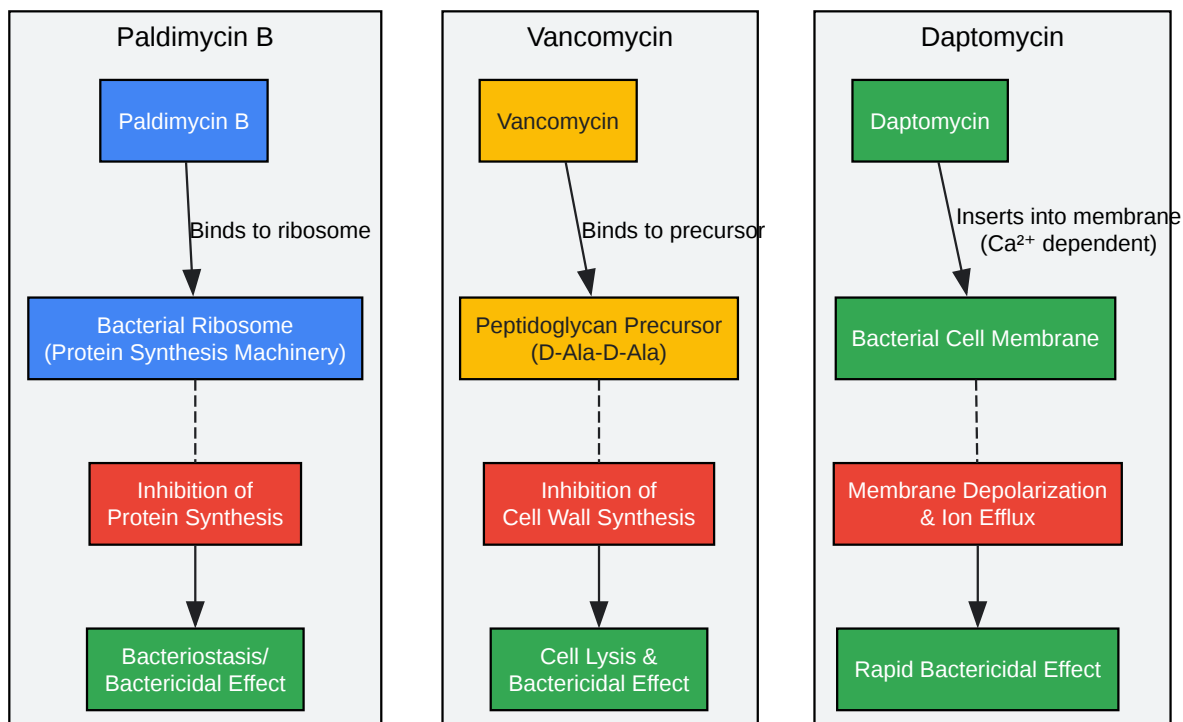 Paldimycin B
Paldimycin B
Binds to ribosome
Bacterial Ribosome
(Protein Synthesis Machinery)
Inhibition of
Protein Synthesis
Bacteriostasis/
Bactericidal Effect
Vancomycin
Vancomycin
Binds to precursor
Peptidoglycan Precursor
(D-Ala-D-Ala)
Inhibition of
Cell Wall Synthesis
Cell Lysis &
Bactericidal Effect
Daptomycin
Daptomycin
Inserts into membrane
(Ca²⁺ dependent)
Bacterial Cell Membrane
Membrane Depolarization
& Ion Efflux
Rapid Bactericidal Effect